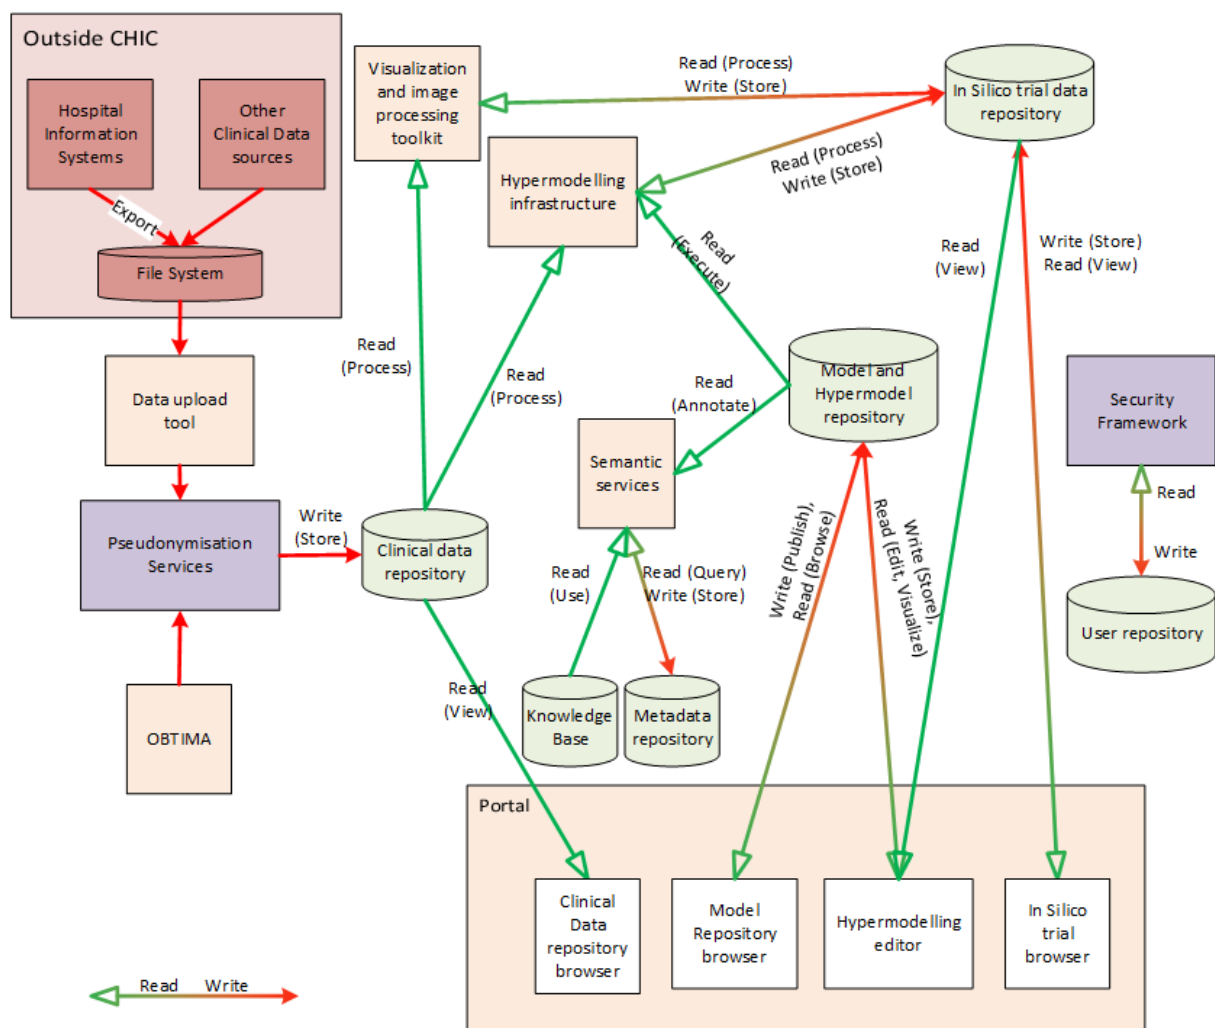 Outside CHIC
Hospital
Information
Systems
Other
Clinical Data
sources
Export
File System
Data upload
tool
Pseudonymisation
Services
OBTIMA
Write
(Store)
Clinical data
repository
Visualization
and image
processing
toolkit
Hypermodelling
infrastructure
Read (Process)
Write (Store)
In Silico trial data
repository
Read (Process)
Write (Store)
Read
(Execute)
Read
(Process)
Read
(Process)
Read
(Annotate)
Model and
Hypermodel
repository
Read
(View)
Write (Store)
Read (View)
Security
Framework
Read
Write
User repository
Semantic
services
Read
(Use)
Read (Query)
Write (Store)
Knowledge
Base
Metadata
repository
Write (Publish),
Read (Browse)
Write (Store),
Read (Edit, Visualize)
Read
(View)
Portal
Clinical
Data
repository
browser
Model
Repository
browser
Hypermodelling
editor
In Silico
trial
browser
Read Write